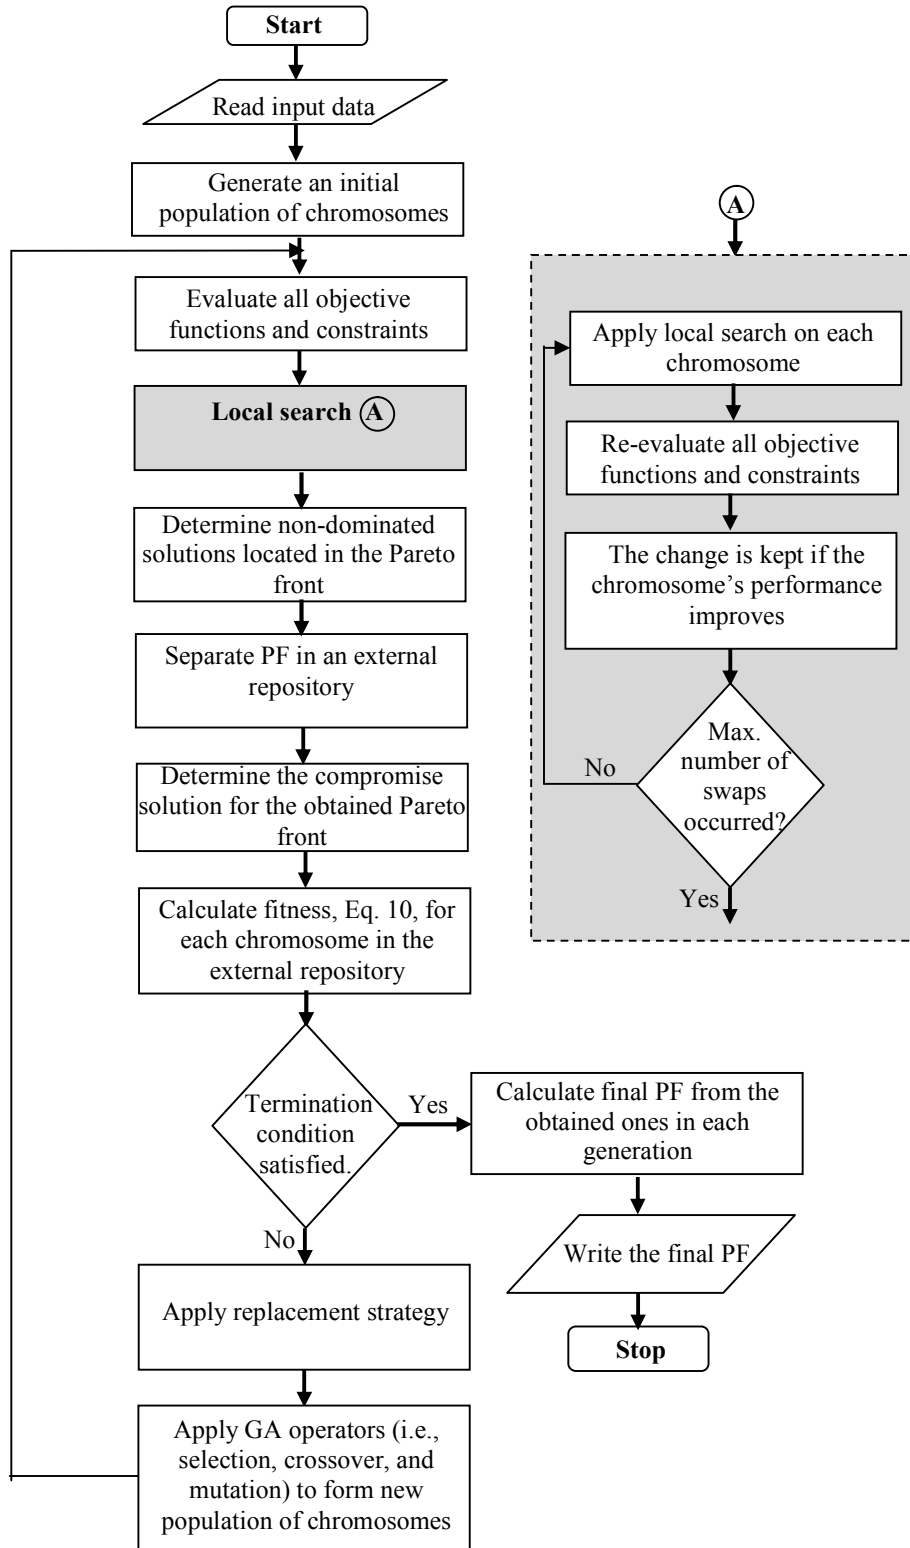 Start
Read input data
Generate an initial
population of chromosomes
Evaluate all objective
functions and constraints
Local search A
Determine non-dominated
solutions located in the Pareto
front
Separate PF in an external
repository
Determine the compromise
solution for the obtained Pareto
front
Calculate fitness, Eq. 10, for
each chromosome in the
external repository
Termination
condition
satisfied.
Yes
No
Calculate final PF from the
obtained ones in each
generation
Write the final PF
Stop
Apply replacement strategy
Apply GA operators (i.e.,
selection, crossover, and
mutation) to form new
population of chromosomes
A
Apply local search on each
chromosome
Re-evaluate all objective
functions and constraints
The change is kept if the
chromosome’s performance
improves
Max.
number of
swaps
occurred?
No
Yes